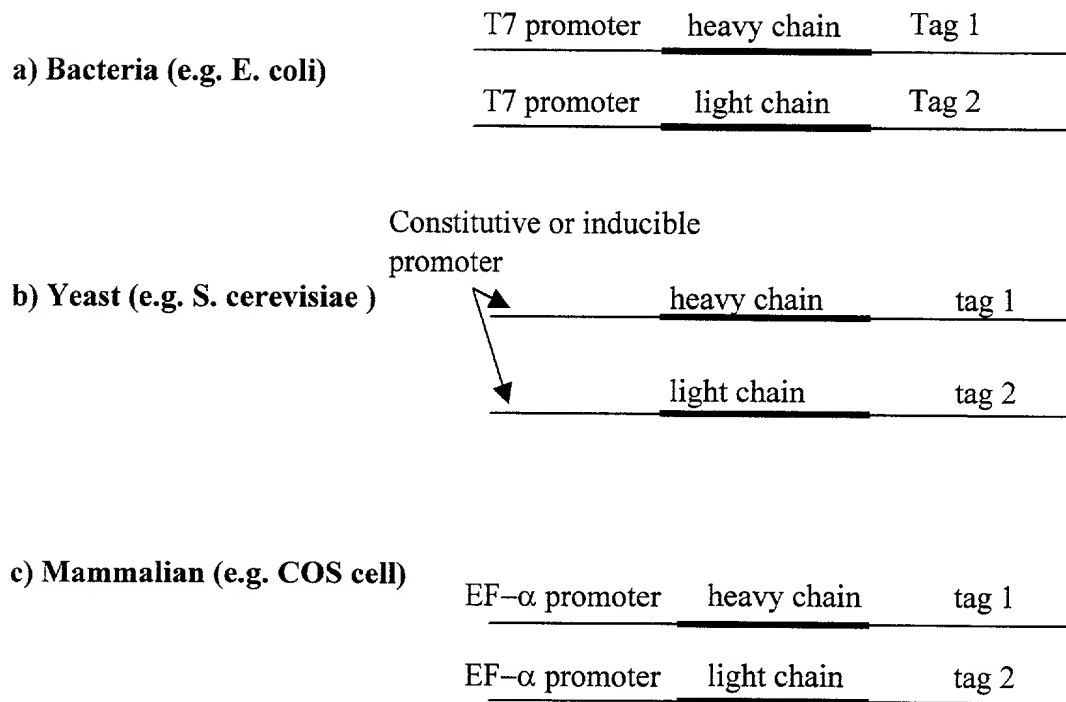 T7 promoter heavy chain Tag 1
a) Bacteria (e.g. E. coli)
T7 promoter light chain Tag 2
Constitutive or inducible
promoter
b) Yeast (e.g. S. cerevisiae )
heavy chain tag 1
light chain tag 2
c) Mammalian (e.g. COS cell)
EF–α promoter heavy chain tag 1
EF–α promoter light chain tag 2